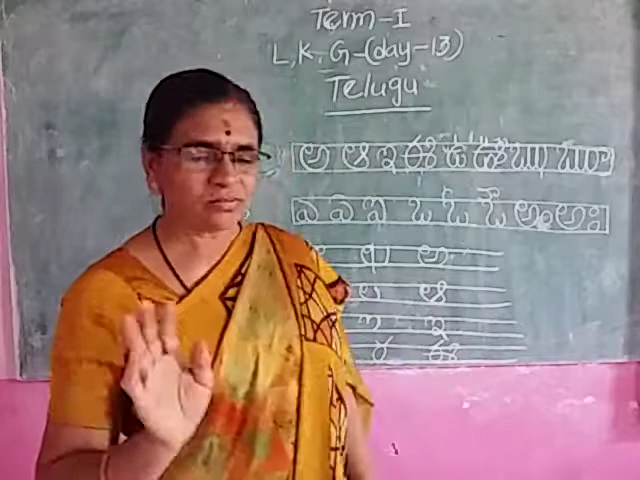 Term-I
L.K.G-(day-13)
Telugu
అ ఆ ఇ ఈ ఉ ఊ ఋ ౠ
ఎ ఏ ఐ ఒ ఓ ఔ అం అః
అ
ఆ
ఇ
ఈ